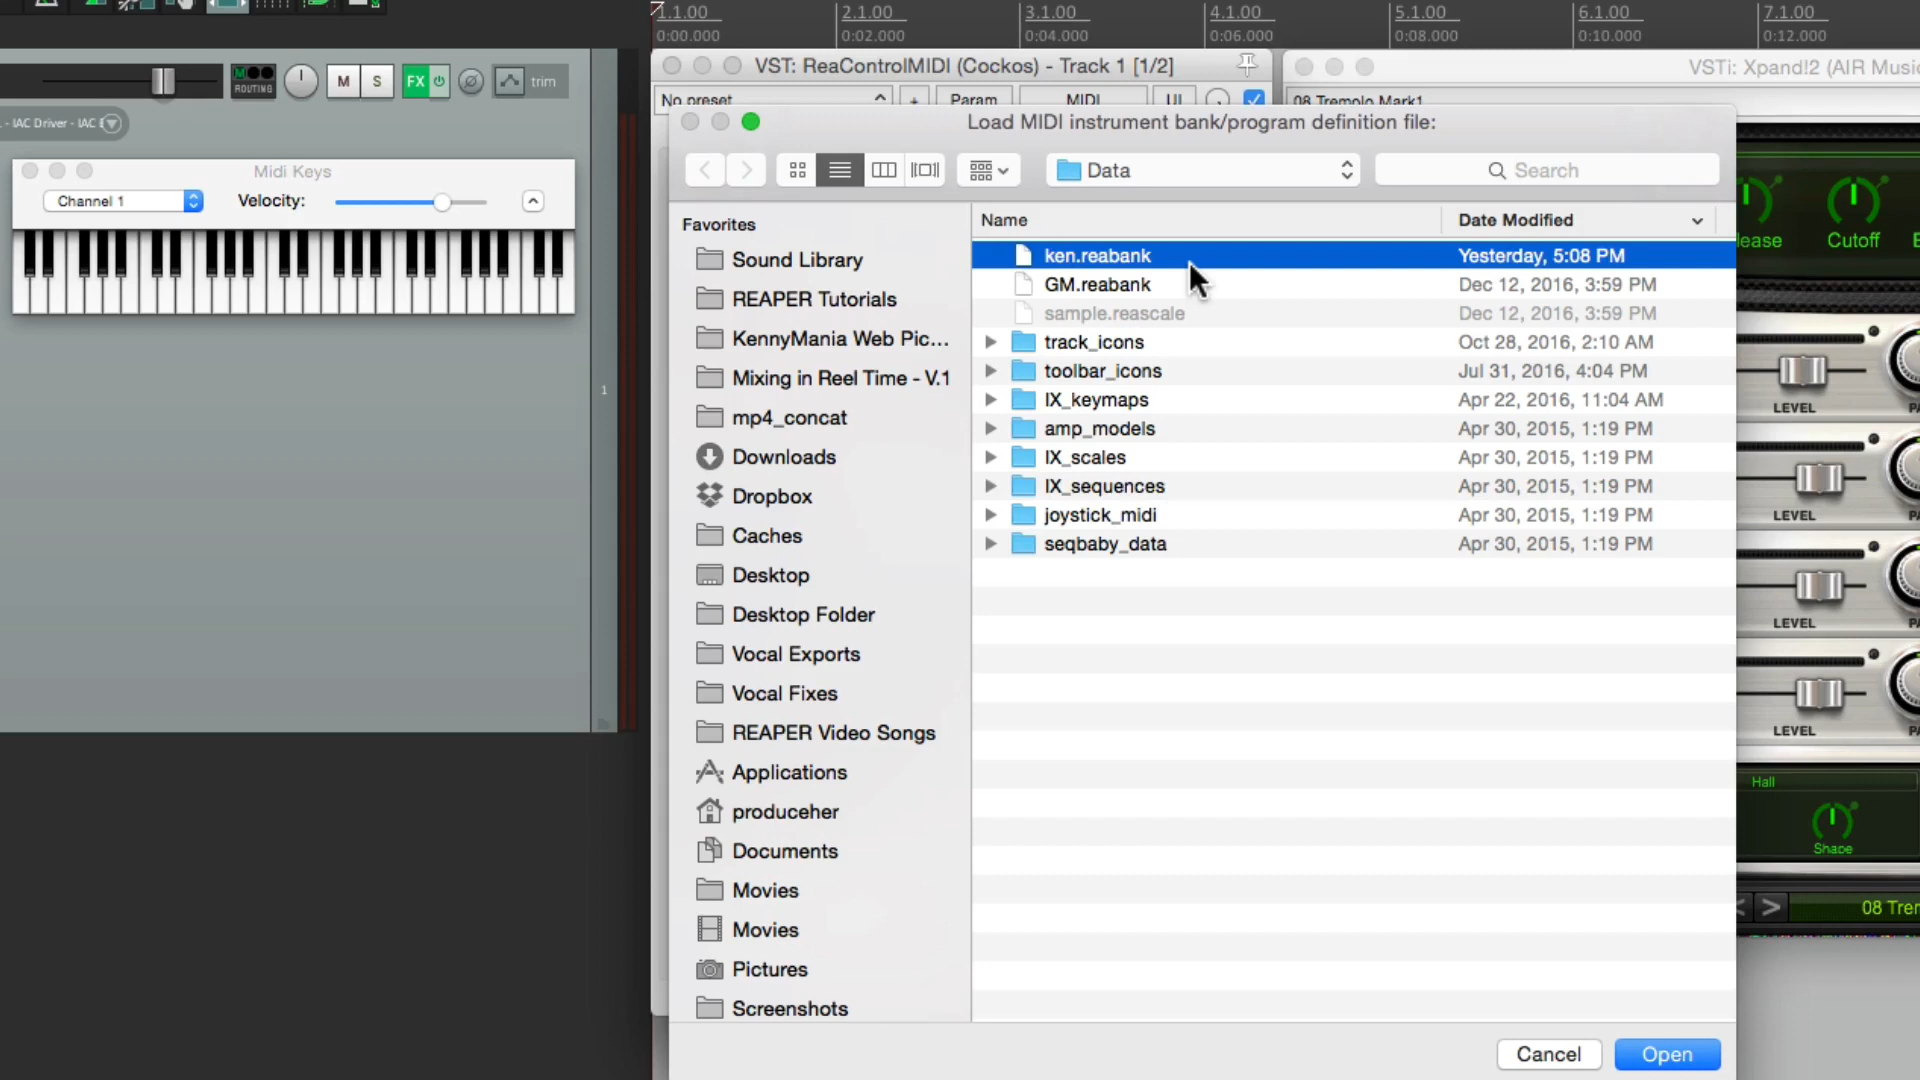 1.1.00 2.1.00 3.1.00 4.1.00 5.1.00 6.1.00 7.1.00
0:00.000 0:02.000 0:04.000 0:06.000 0:08.000 0:10.000 0:12.000
VST: ReaControlMIDI (Cockos) - Track 1 [1/2]
VSTi: Xpand!2 (AIR Music
ROUTING M S FX trim
No preset + Param MIDI UI
08 Tremolo Mark1
- IAC Driver - IAC
Load MIDI instrument bank/program definition file:
Midi Keys
Data
Search
Channel 1 Velocity:
Name Date Modified
Favorites
Sound Library
REAPER Tutorials
KennyMania Web Pic...
Mixing in Reel Time - V.1
mp4_concat
Downloads
Dropbox
Caches
Desktop
Desktop Folder
Vocal Exports
Vocal Fixes
REAPER Video Songs
Applications
produceher
Documents
Movies
Movies
Pictures
Screenshots
ken.reabank Yesterday, 5:08 PM
GM.reabank Dec 12, 2016, 3:59 PM
sample.reascale Dec 12, 2016, 3:59 PM
track_icons Oct 28, 2016, 2:10 AM
toolbar_icons Jul 31, 2016, 4:04 PM
IX_keymaps Apr 22, 2016, 11:04 AM
amp_models Apr 30, 2015, 1:19 PM
IX_scales Apr 30, 2015, 1:19 PM
IX_sequences Apr 30, 2015, 1:19 PM
joystick_midi Apr 30, 2015, 1:19 PM
seqbaby_data Apr 30, 2015, 1:19 PM
Cancel Open
1
lease Cutoff
LEVEL PA
LEVEL PA
LEVEL PA
LEVEL PA
Hall
Shape
08 Trem